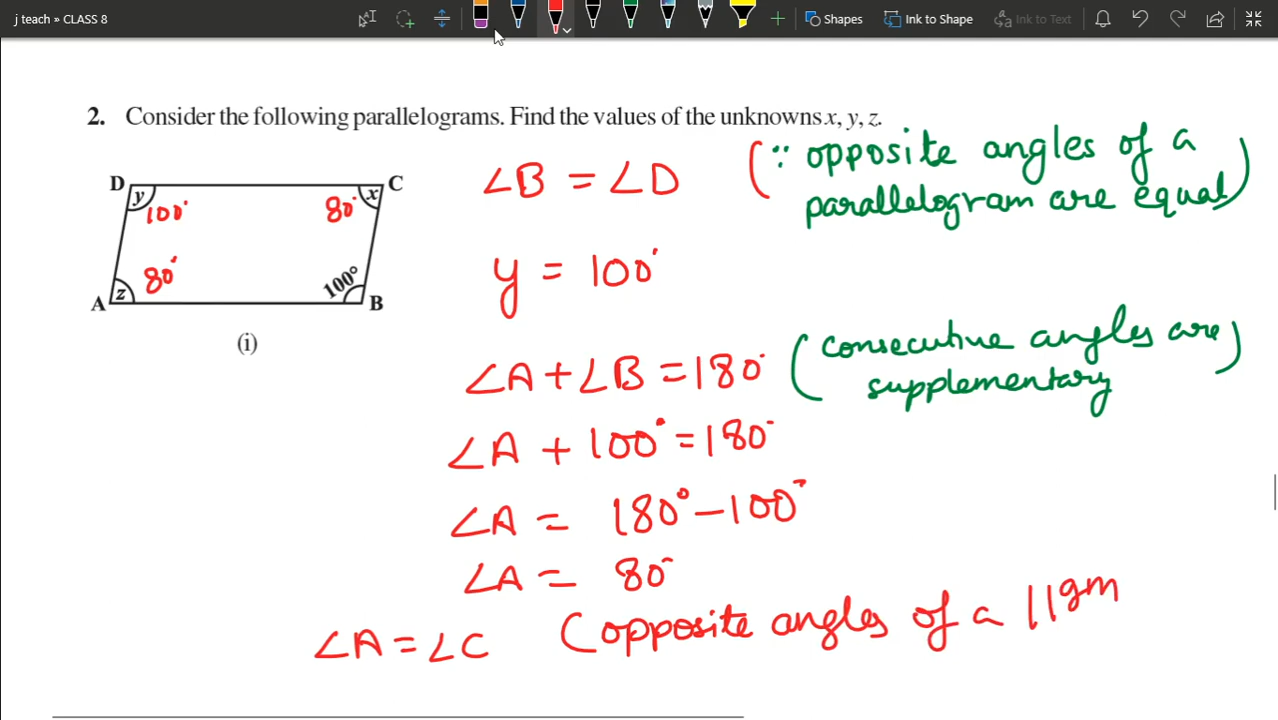 j teach » CLASS 8
Shapes
Ink to Shape
Ink to Text
2. Consider the following parallelograms. Find the values of the unknowns x, y, z.
D
y
100°
C
x
80°
A
z
80°
B
100°
(i)
∠B = ∠D (∵ opposite angles of a
parallelogram are equal)
y = 100°
∠A + ∠B = 180° (consecutive angles are
supplementary)
∠A + 100° = 180°
∠A = 180° – 100°
∠A = 80°
∠A = ∠C (opposite angles of a ||gm